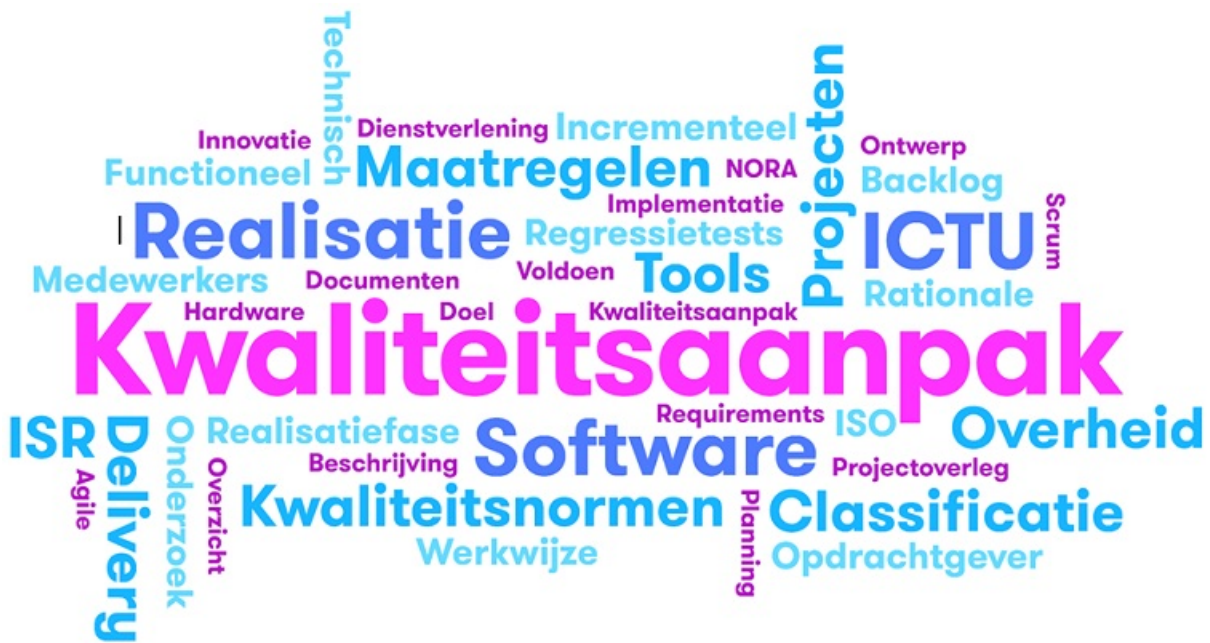 Technisch
Projecten
Innovatie
Dienstverlening
Incrementeel
Functioneel
Maatregelen
NORA
Ontwerp
Backlog
Implementatie
Realisatie
Regressietests
ICTU
Scrum
Medewerkers
Documenten
Voldoen
Tools
Rationale
Hardware
Doel
Kwaliteitsaanpak
Kwaliteitsaanpak
Requirements
ISO
Overheid
ISR
Delivery
Onderzoek
Realisatiefase
Software
Beschrijving
Projectoverleg
Agile
Overzicht
Kwaliteitsnormen
Planning
Classificatie
Werkwijze
Opdrachtgever